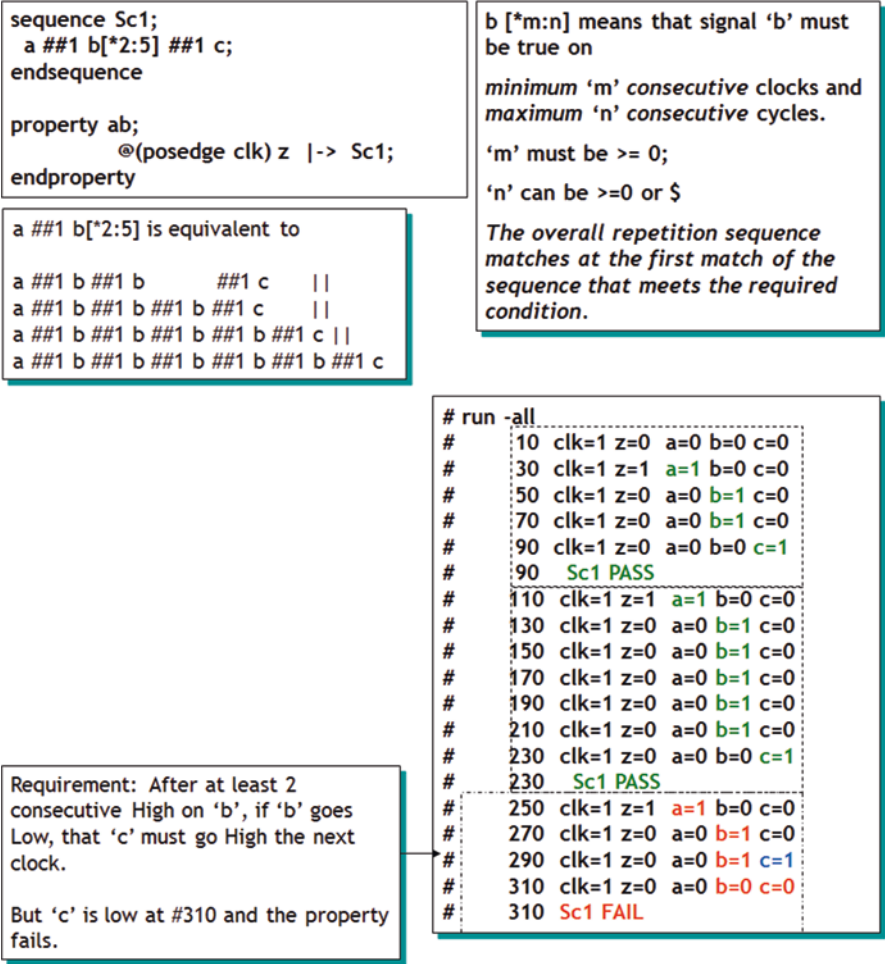 sequence Sc1;
a ##1 b[*2:5] ##1 c;
endsequence
property ab;
@(posedge clk) z |-> Sc1;
endproperty
b [*m:n] means that signal ‘b’ must
be true on
minimum ‘m’ consecutive clocks and
maximum ‘n’ consecutive cycles.
‘m’ must be >= 0;
‘n’ can be >=0 or $
The overall repetition sequence
matches at the first match of the
sequence that meets the required
condition.
a ##1 b[*2:5] is equivalent to
a ##1 b ##1 b ##1 c ||
a ##1 b ##1 b ##1 b ##1 c ||
a ##1 b ##1 b ##1 b ##1 b ##1 c ||
a ##1 b ##1 b ##1 b ##1 b ##1 b ##1 c
# run -all
# 10 clk=1 z=0 a=0 b=0 c=0
# 30 clk=1 z=1 a=1 b=0 c=0
# 50 clk=1 z=0 a=0 b=1 c=0
# 70 clk=1 z=0 a=0 b=1 c=0
# 90 clk=1 z=0 a=0 b=0 c=1
# 90 Sc1 PASS
# 110 clk=1 z=1 a=1 b=0 c=0
# 130 clk=1 z=0 a=0 b=1 c=0
# 150 clk=1 z=0 a=0 b=1 c=0
# 170 clk=1 z=0 a=0 b=1 c=0
# 190 clk=1 z=0 a=0 b=1 c=0
# 210 clk=1 z=0 a=0 b=1 c=0
# 230 clk=1 z=0 a=0 b=0 c=1
# 230 Sc1 PASS
# 250 clk=1 z=1 a=1 b=0 c=0
# 270 clk=1 z=0 a=0 b=1 c=0
# 290 clk=1 z=0 a=0 b=1 c=1
# 310 clk=1 z=0 a=0 b=0 c=0
# 310 Sc1 FAIL
Requirement: After at least 2
consecutive High on ‘b’, if ‘b’ goes
Low, that ‘c’ must go High the next
clock.
But ‘c’ is low at #310 and the property
fails.